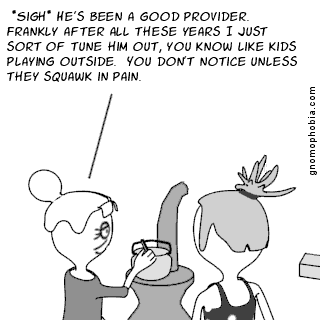 *SIGH* HE'S BEEN A GOOD PROVIDER.
FRANKLY AFTER ALL THESE YEARS I JUST
SORT OF TUNE HIM OUT, YOU KNOW LIKE KIDS
PLAYING OUTSIDE. YOU DON'T NOTICE UNLESS
THEY SQUAWK IN PAIN.
gnomophobia.com